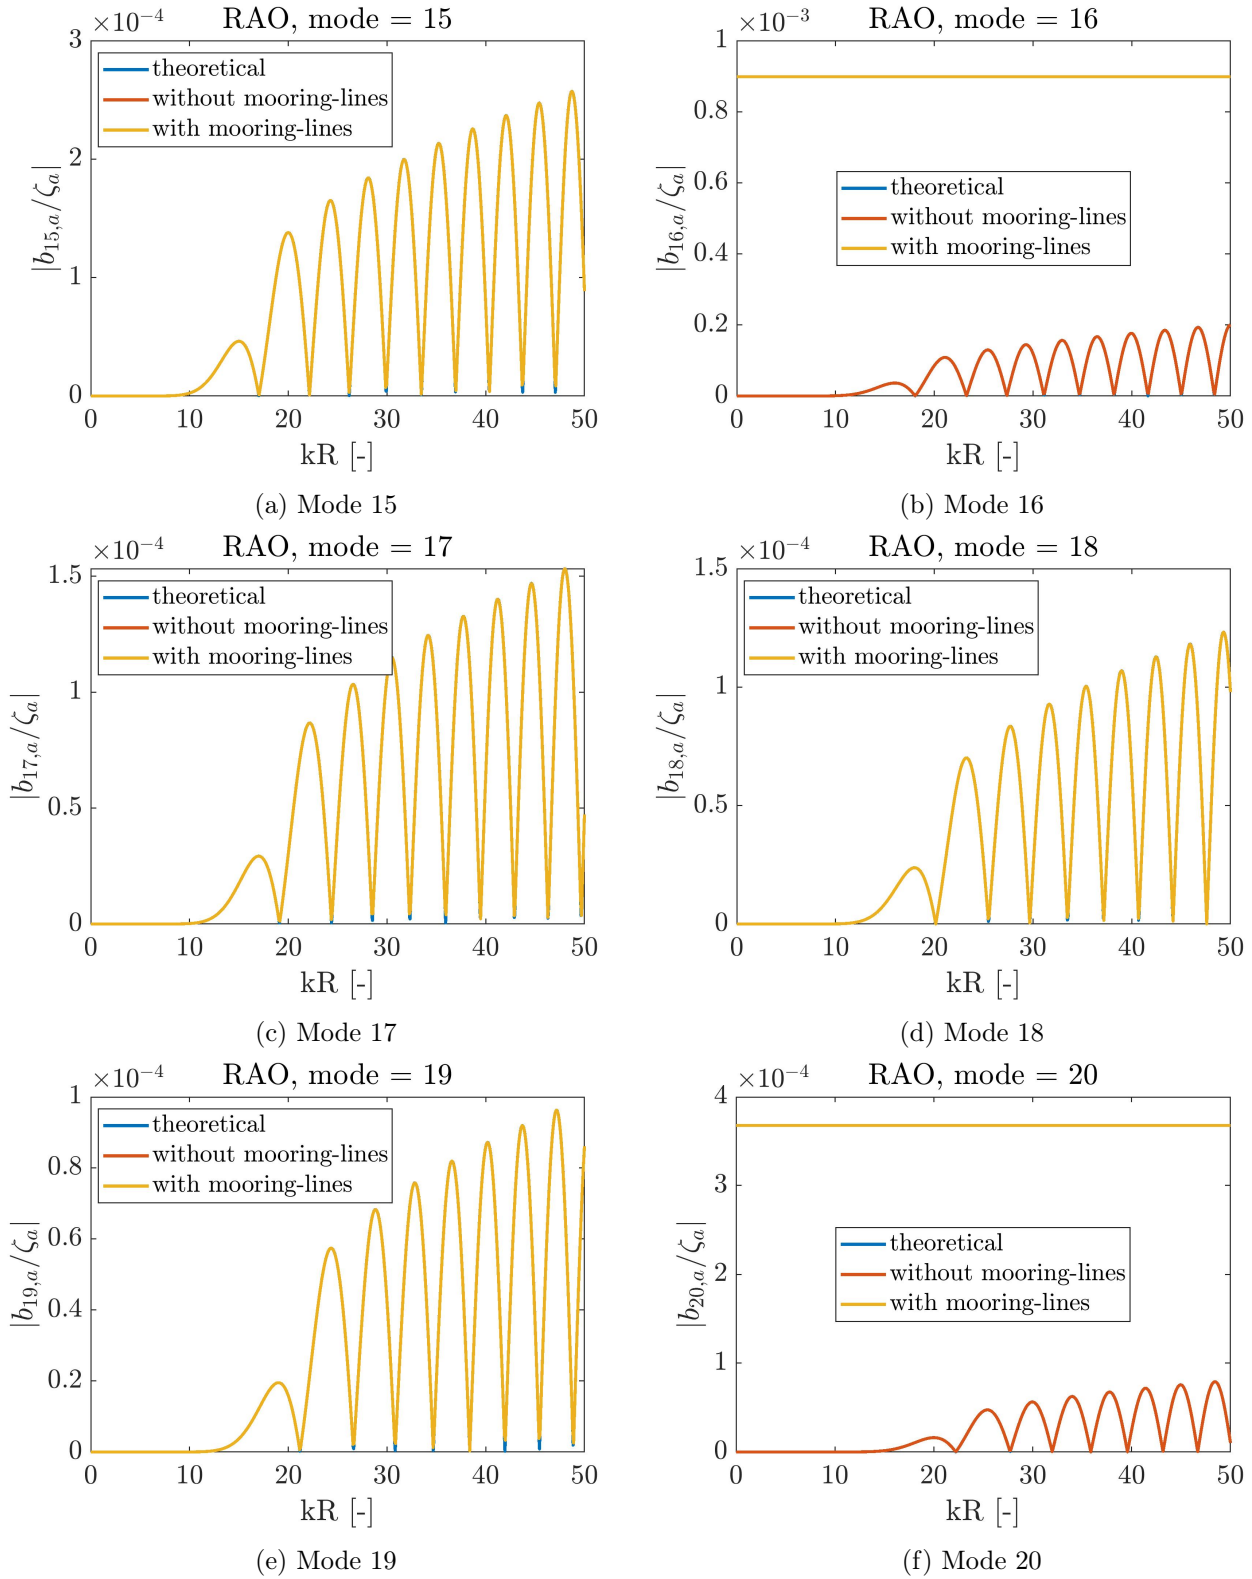 ×10⁻⁴ RAO, mode = 15
3
2
1
0
|b₁₅,ₐ/ζₐ|
theoretical
without mooring-lines
with mooring-lines
0 10 20 30 40 50
kR [-]
(a) Mode 15
×10⁻³ RAO, mode = 16
1
0.8
0.6
0.4
0.2
0
|b₁₆,ₐ/ζₐ|
theoretical
without mooring-lines
with mooring-lines
0 10 20 30 40 50
kR [-]
(b) Mode 16
×10⁻⁴ RAO, mode = 17
1.5
1
0.5
0
|b₁₇,ₐ/ζₐ|
theoretical
without mooring-lines
with mooring-lines
0 10 20 30 40 50
kR [-]
(c) Mode 17
×10⁻⁴ RAO, mode = 18
1.5
1
0.5
0
|b₁₈,ₐ/ζₐ|
theoretical
without mooring-lines
with mooring-lines
0 10 20 30 40 50
kR [-]
(d) Mode 18
×10⁻⁴ RAO, mode = 19
1
0.8
0.6
0.4
0.2
0
|b₁₉,ₐ/ζₐ|
theoretical
without mooring-lines
with mooring-lines
0 10 20 30 40 50
kR [-]
(e) Mode 19
×10⁻⁴ RAO, mode = 20
4
3
2
1
0
|b₂₀,ₐ/ζₐ|
theoretical
without mooring-lines
with mooring-lines
0 10 20 30 40 50
kR [-]
(f) Mode 20